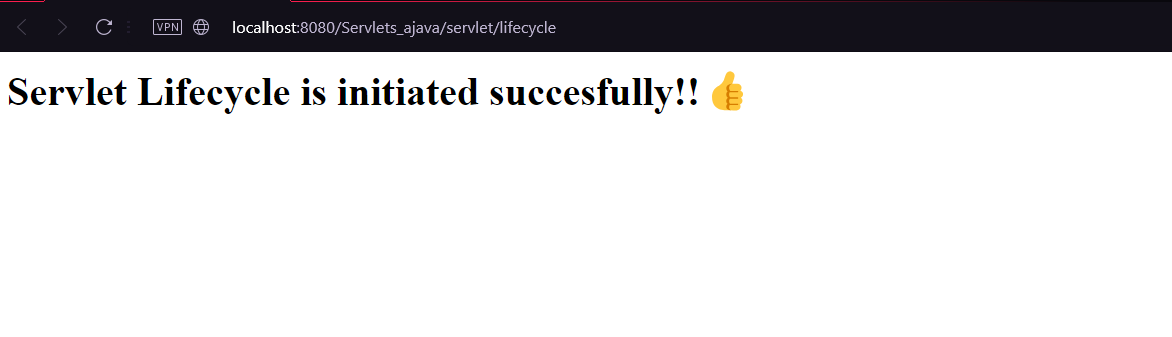 VPN localhost:8080/Servlets_ajava/servlet/lifecycle
Servlet Lifecycle is initiated succesfully!! 👍